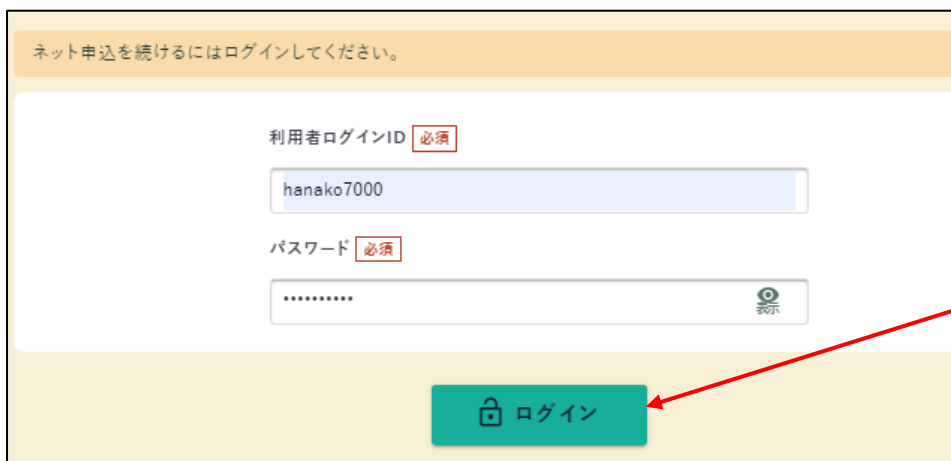 ネット申込を続けるにはログインしてください。
利用者ログインID 必須
hanako7000
パスワード 必須
••••••••••
表示
ログイン